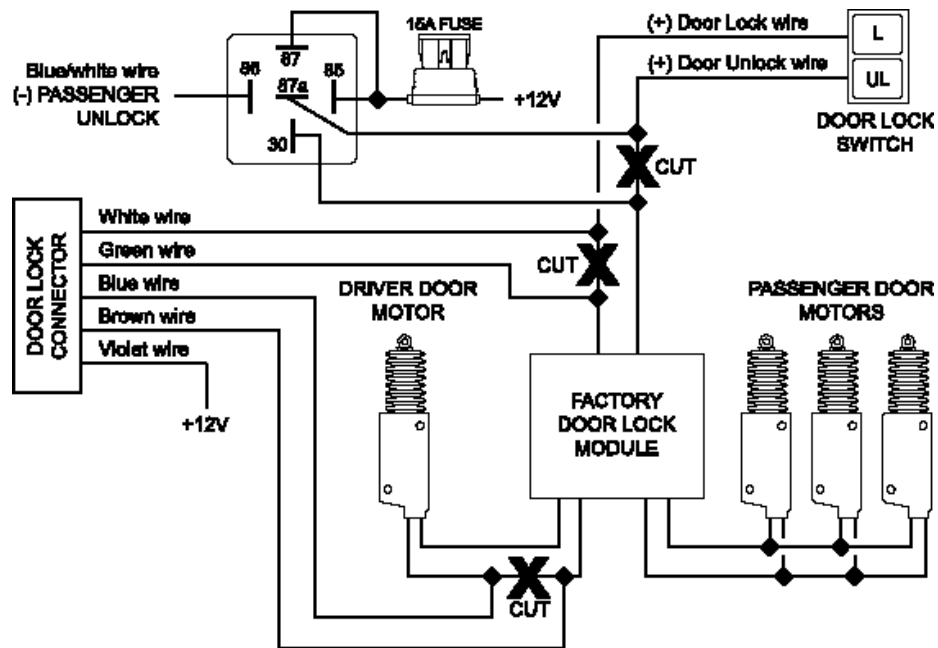 15A FUSE
(+) Door Lock wire
L
87
86
85
Blue/white wire
(-) PASSENGER
UNLOCK
87a
+12V
(+) Door Unlock wire
UL
30
DOOR LOCK
SWITCH
CUT
DOOR LOCK
CONNECTOR
White wire
Green wire
Blue wire
Brown wire
Violet wire
+12V
CUT
DRIVER DOOR
MOTOR
PASSENGER DOOR
MOTORS
FACTORY
DOOR LOCK
MODULE
CUT